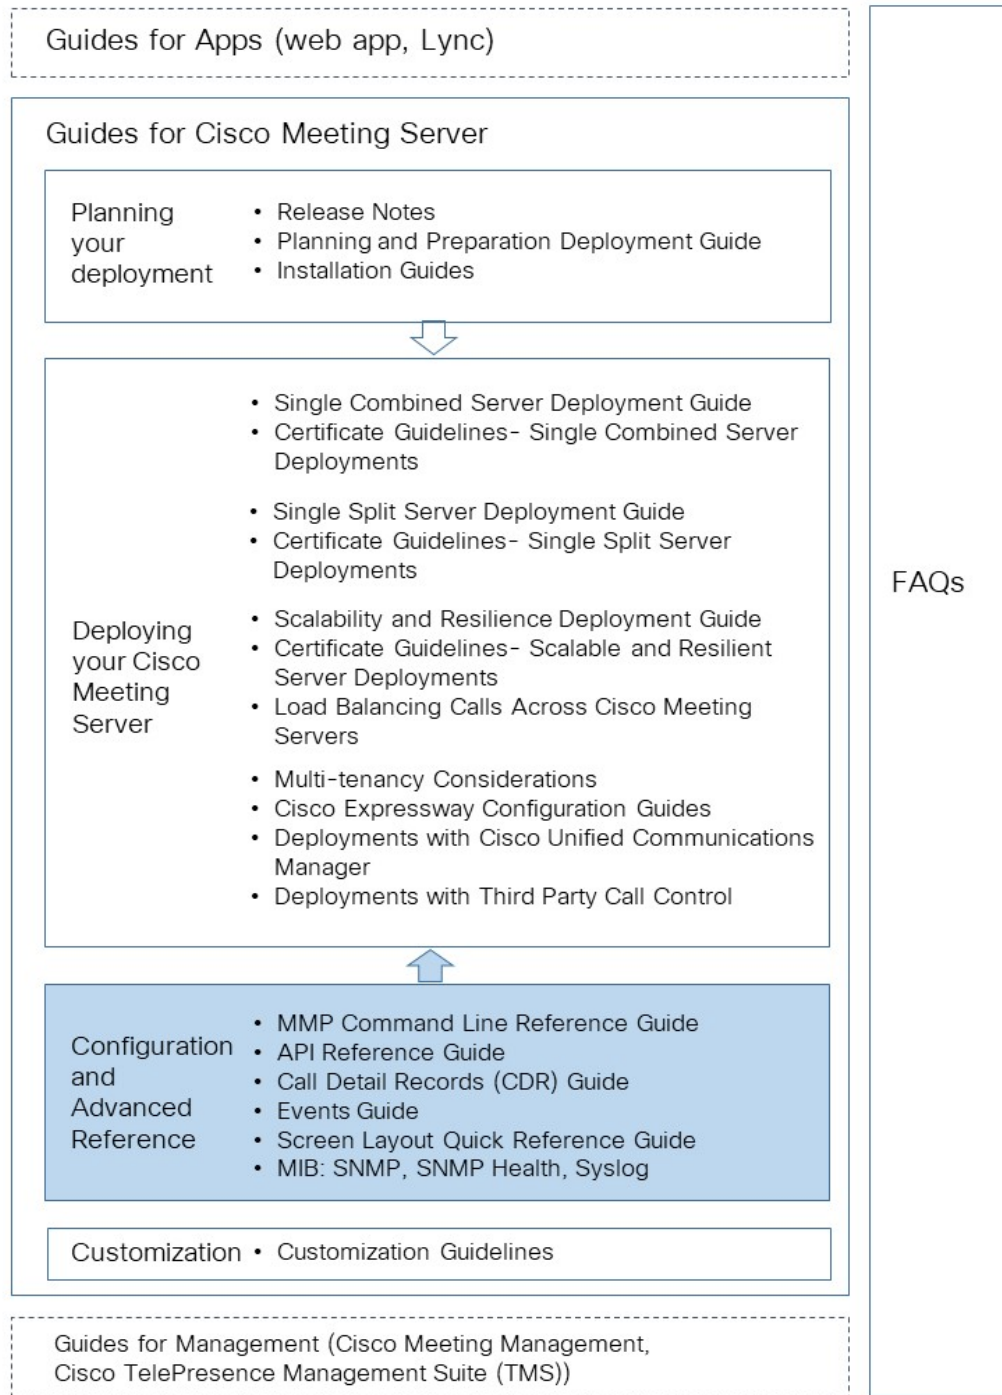 Guides for Apps (web app, Lync)
Guides for Cisco Meeting Server
Planning
your
deployment
• Release Notes
• Planning and Preparation Deployment Guide
• Installation Guides
Deploying
your Cisco
Meeting
Server
• Single Combined Server Deployment Guide
• Certificate Guidelines- Single Combined Server
Deployments
• Single Split Server Deployment Guide
• Certificate Guidelines- Single Split Server
Deployments
• Scalability and Resilience Deployment Guide
• Certificate Guidelines- Scalable and Resilient
Server Deployments
• Load Balancing Calls Across Cisco Meeting
Servers
• Multi-tenancy Considerations
• Cisco Expressway Configuration Guides
• Deployments with Cisco Unified Communications
Manager
• Deployments with Third Party Call Control
Configuration
and
Advanced
Reference
• MMP Command Line Reference Guide
• API Reference Guide
• Call Detail Records (CDR) Guide
• Events Guide
• Screen Layout Quick Reference Guide
• MIB: SNMP, SNMP Health, Syslog
Customization • Customization Guidelines
Guides for Management (Cisco Meeting Management,
Cisco TelePresence Management Suite (TMS))
FAQs